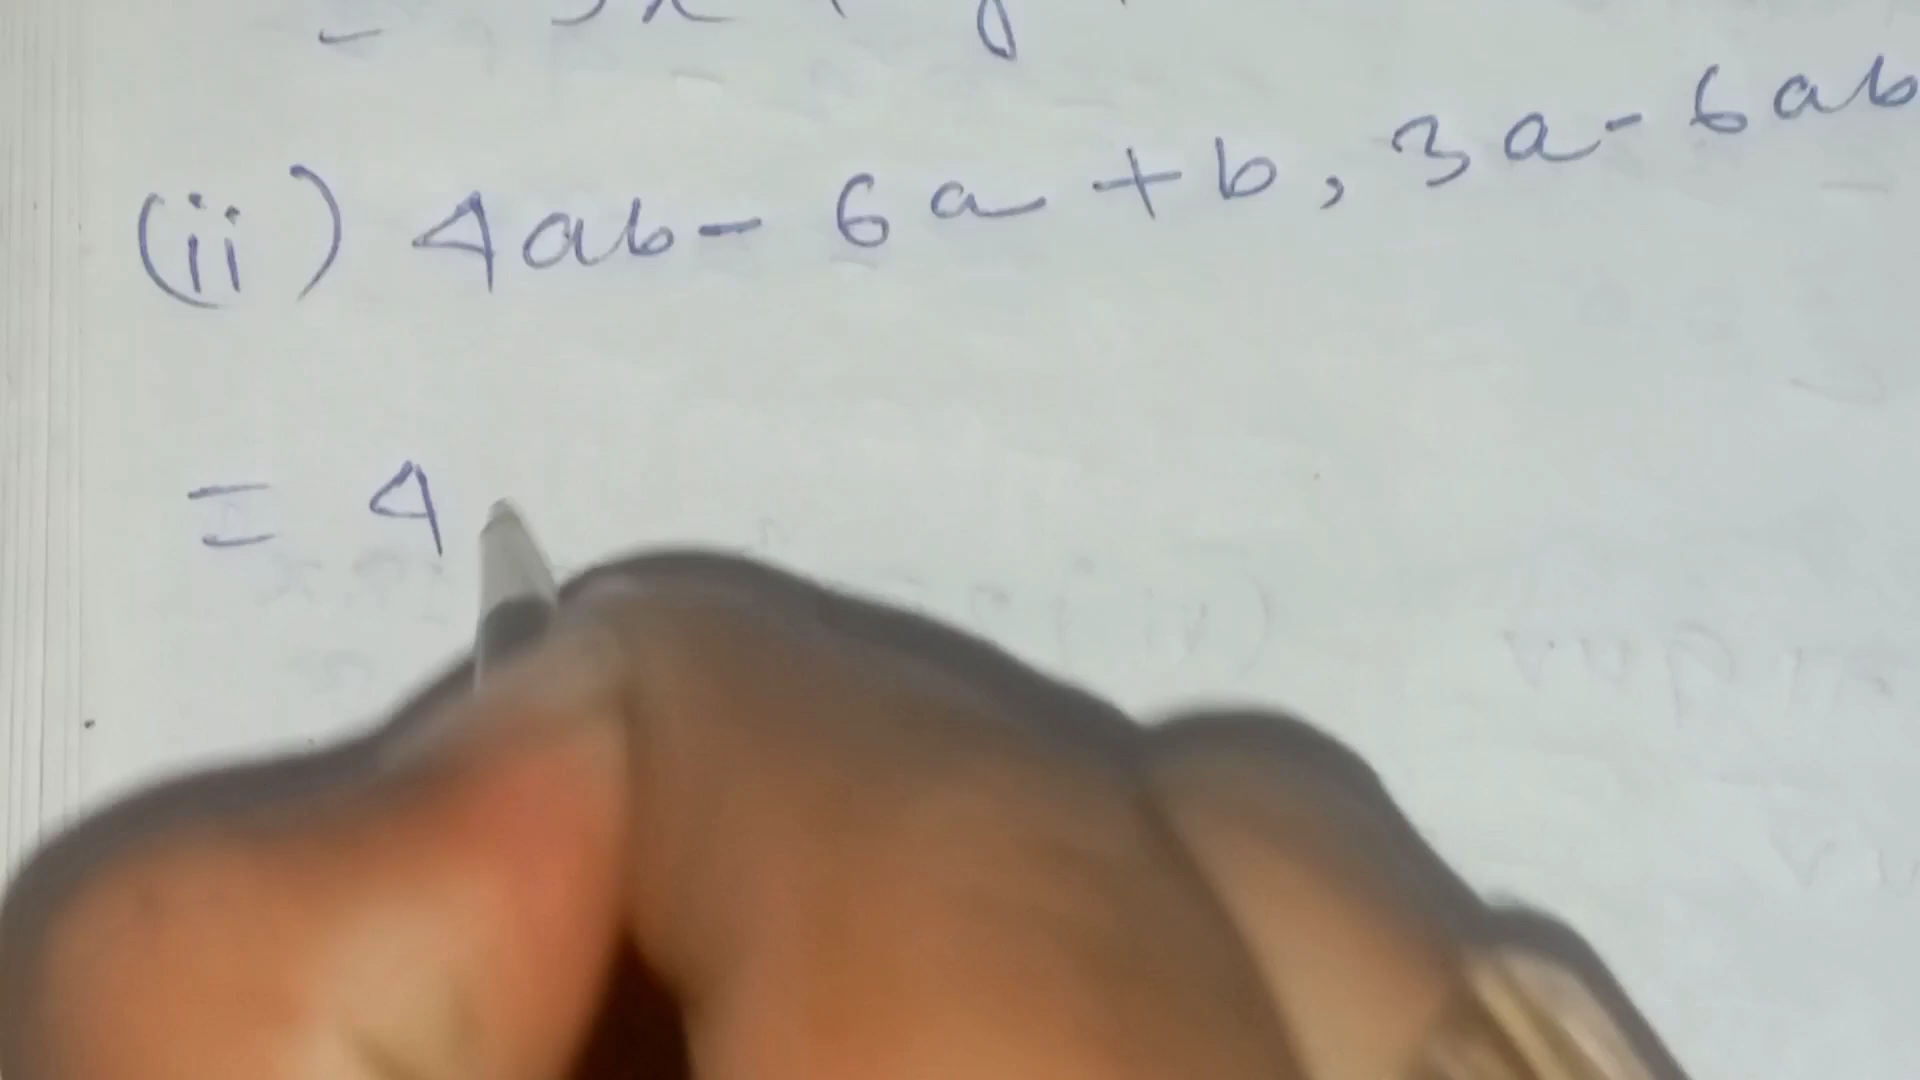 (ii) 4ab - 6a + b, 3a - 6ab
= 4